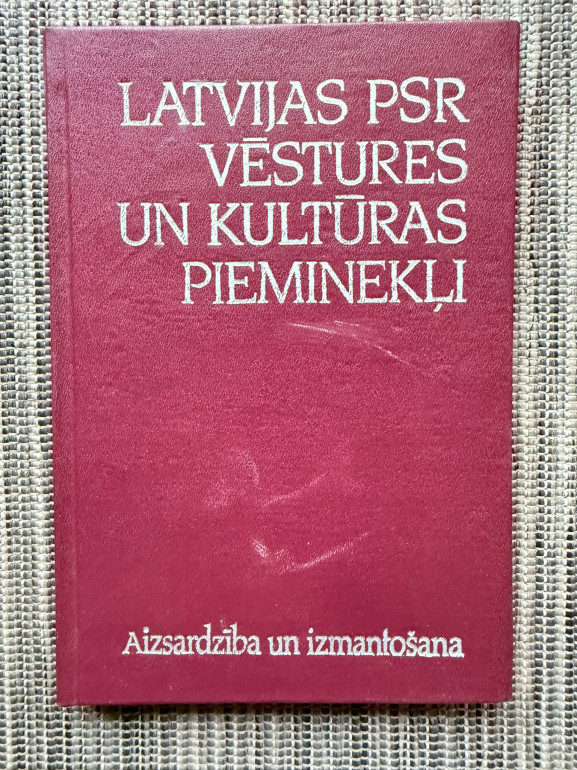 LATVIJAS PSR
VĒSTURES
UN KULTŪRAS
PIEMINEKĻI
Aizsardzība un izmantošana